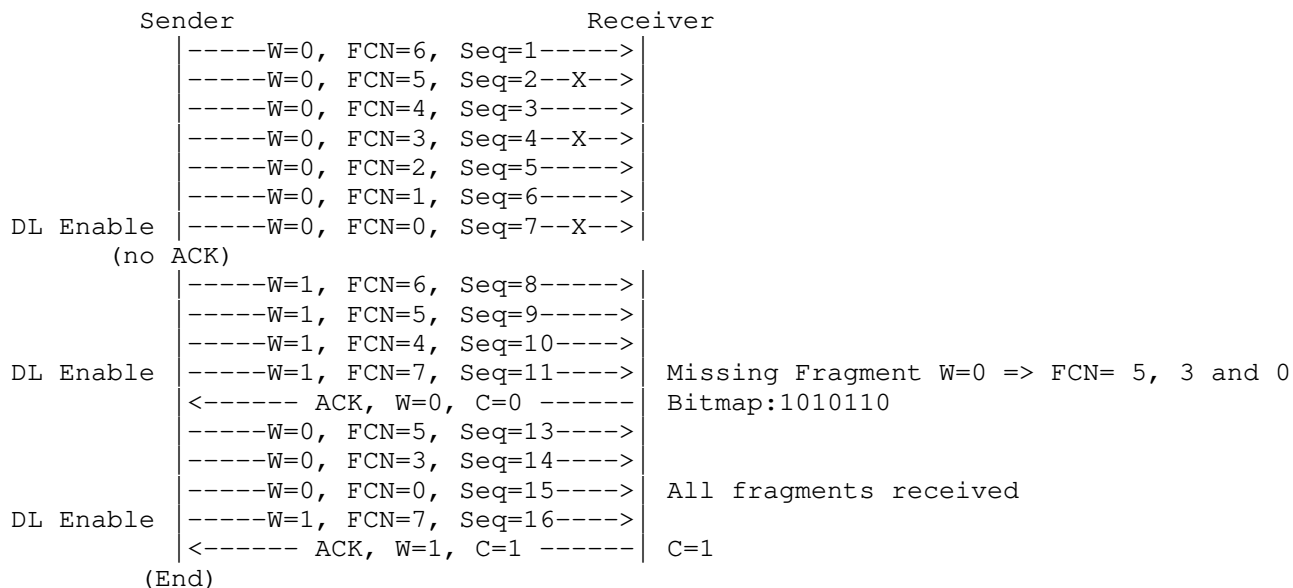 Sender                        Receiver
          |-----W=0, FCN=6, Seq=1----->|
          |-----W=0, FCN=5, Seq=2--X-->|
          |-----W=0, FCN=4, Seq=3----->|
          |-----W=0, FCN=3, Seq=4--X-->|
          |-----W=0, FCN=2, Seq=5----->|
          |-----W=0, FCN=1, Seq=6----->|
DL Enable |-----W=0, FCN=0, Seq=7--X-->|
      (no ACK)
          |-----W=1, FCN=6, Seq=8----->|
          |-----W=1, FCN=5, Seq=9----->|
          |-----W=1, FCN=4, Seq=10---->|
DL Enable |-----W=1, FCN=7, Seq=11---->| Missing Fragment W=0 => FCN= 5, 3 and 0
          |<------ ACK, W=0, C=0 ------| Bitmap:1010110
          |-----W=0, FCN=5, Seq=13---->|
          |-----W=0, FCN=3, Seq=14---->|
          |-----W=0, FCN=0, Seq=15---->| All fragments received
DL Enable |-----W=1, FCN=7, Seq=16---->|
          |<------ ACK, W=1, C=1 ------| C=1
        (End)